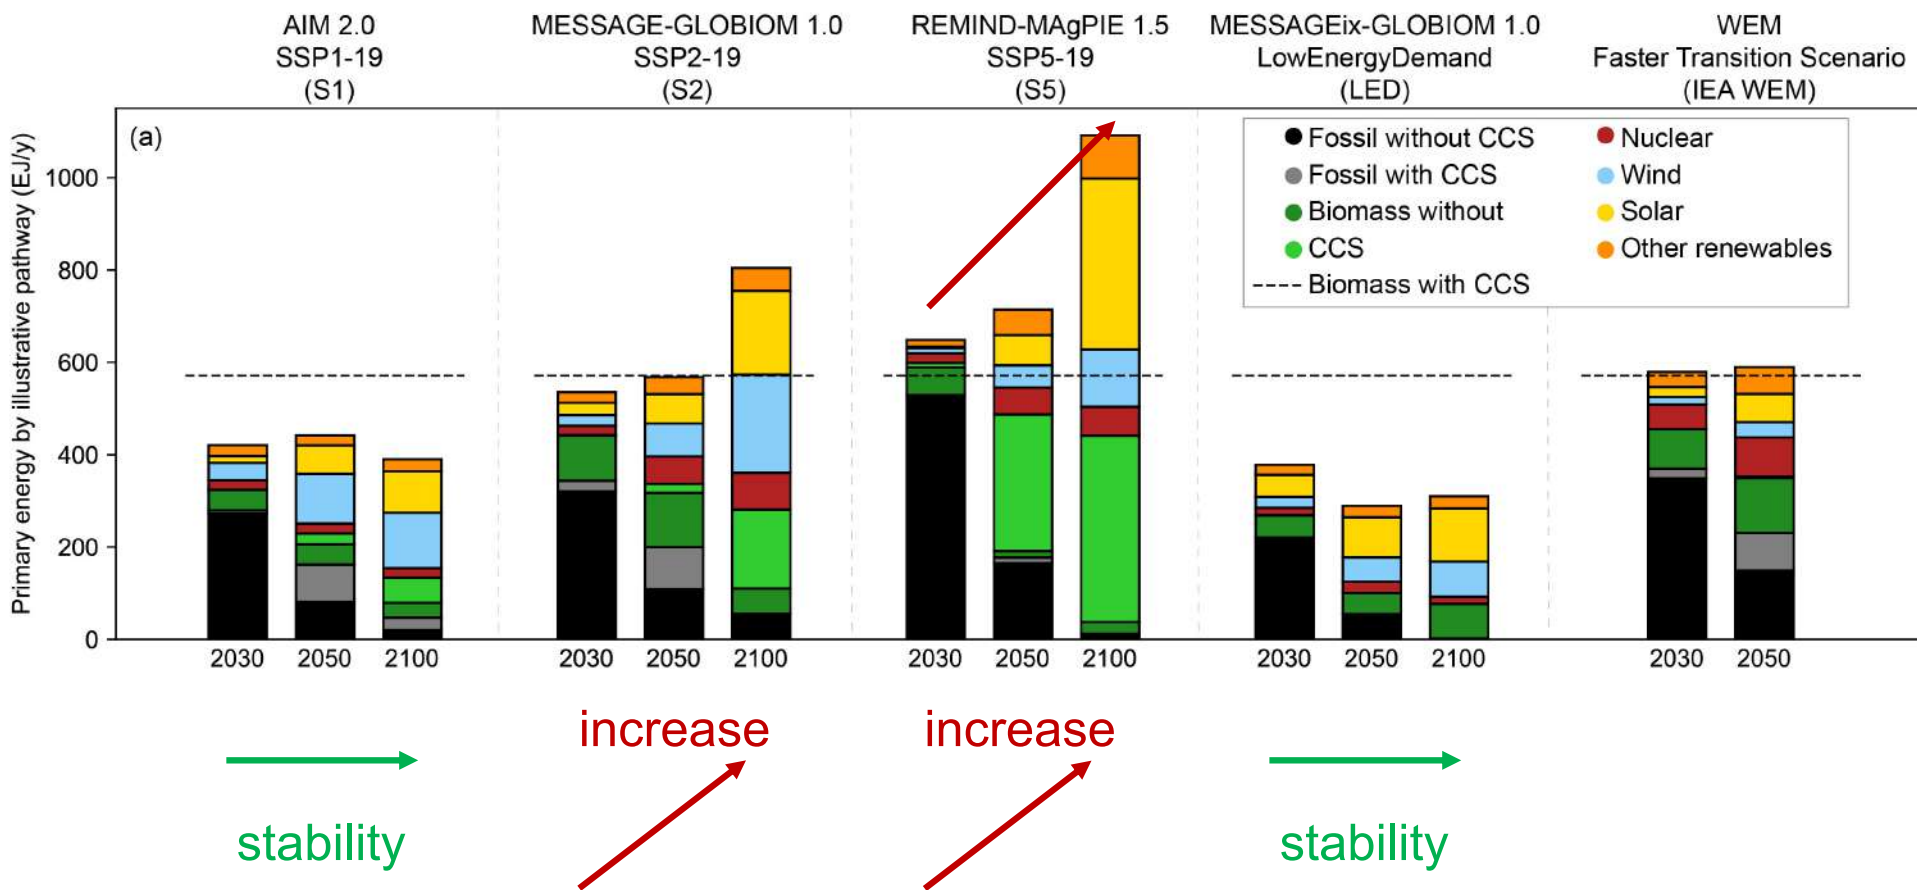 AIM 2.0
SSP1-19
(S1)
MESSAGE-GLOBIOM 1.0
SSP2-19
(S2)
REMIND-MAgPIE 1.5
SSP5-19
(S5)
MESSAGEix-GLOBIOM 1.0
LowEnergyDemand
(LED)
WEM
Faster Transition Scenario
(IEA WEM)
Primary energy by illustrative pathway (EJ/y)
(a)
1000
800
600
400
200
0
Fossil without CCS
Fossil with CCS
Biomass without
CCS
Biomass with CCS
Nuclear
Wind
Solar
Other renewables
2030 2050 2100
2030 2050 2100
2030 2050 2100
2030 2050 2100
2030 2050
stability
increase
increase
stability